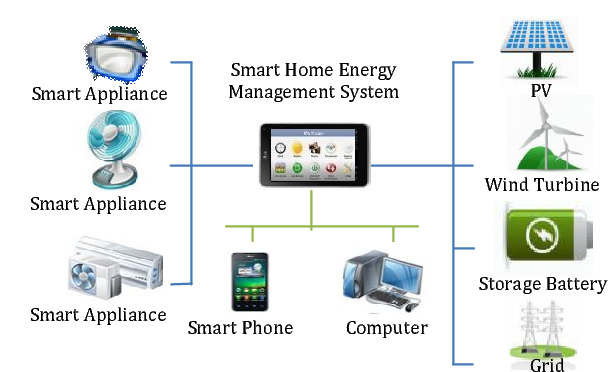 Smart Home Energy
Management System
Smart Appliance
Smart Appliance
Smart Appliance
Smart Phone
Computer
PV
Wind Turbine
Storage Battery
Grid